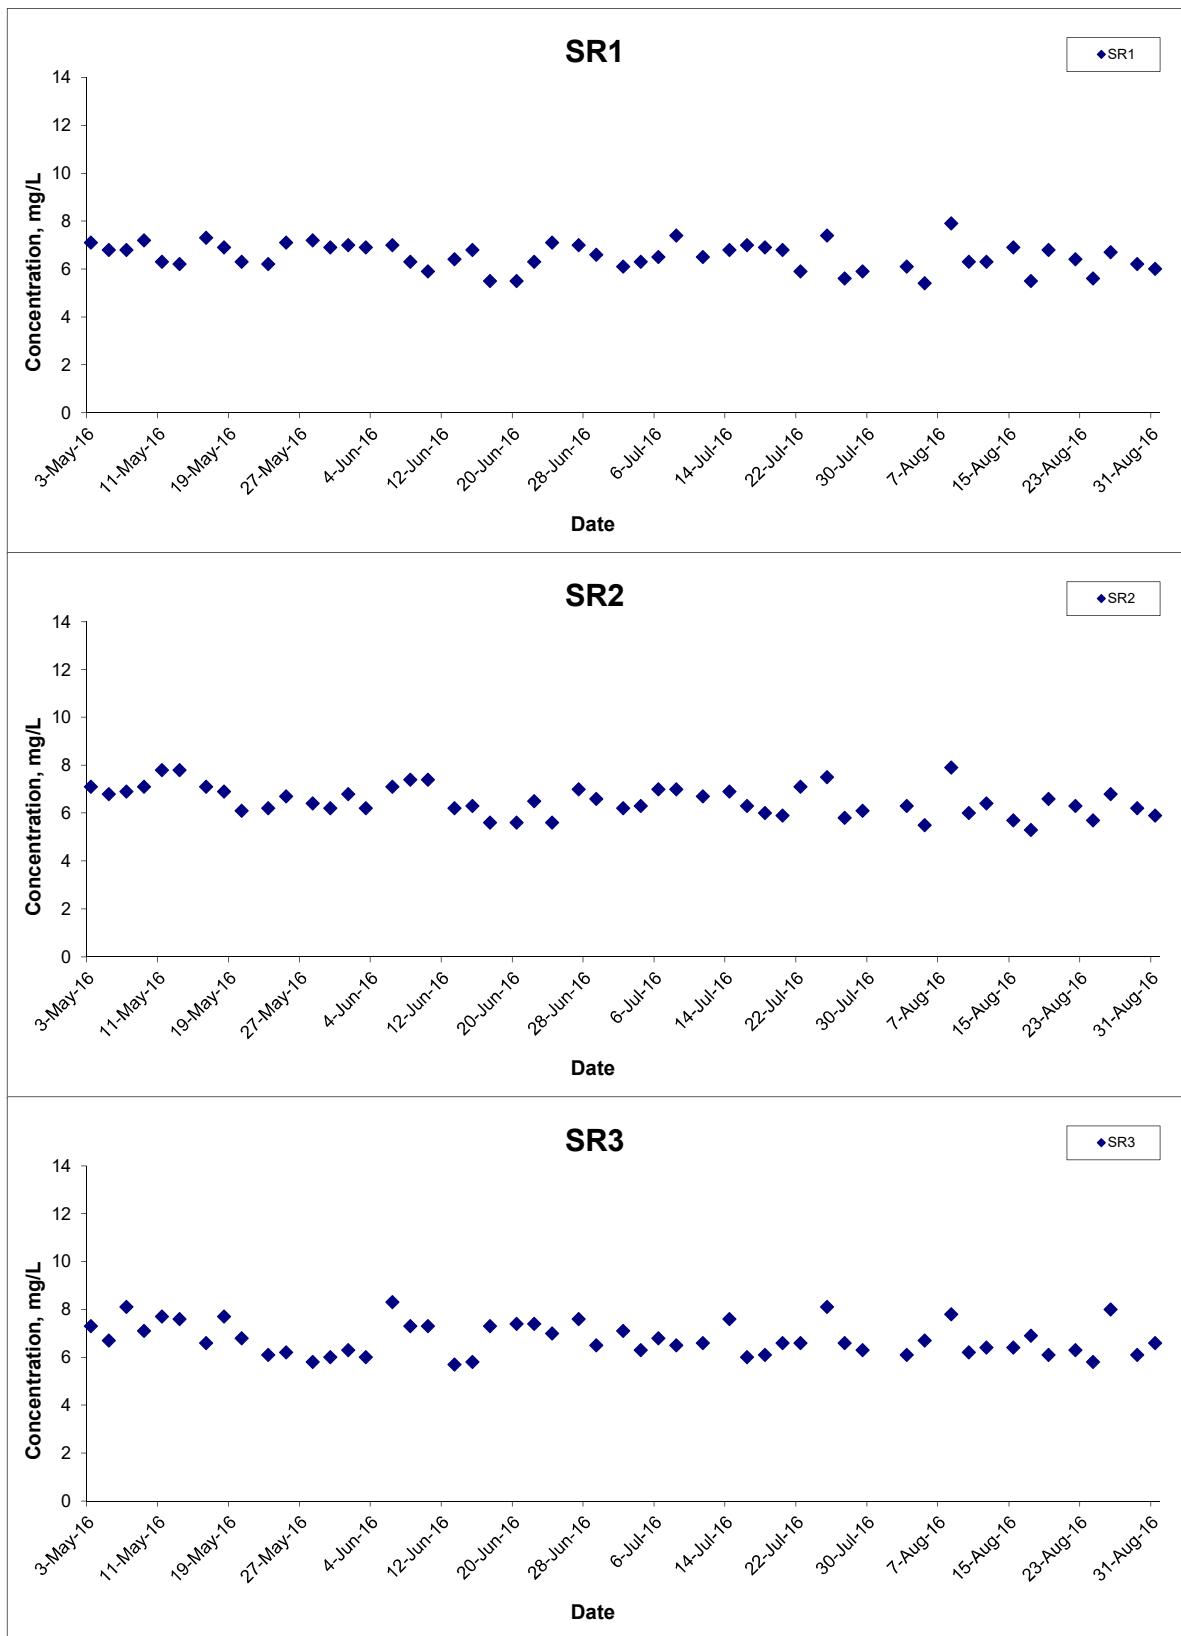 SR1
SR1
14
12
10
8
6
4
2
0
Concentration, mg/L
3-May-16
11-May-16
19-May-16
27-May-16
4-Jun-16
12-Jun-16
20-Jun-16
28-Jun-16
6-Jul-16
14-Jul-16
22-Jul-16
30-Jul-16
7-Aug-16
15-Aug-16
23-Aug-16
31-Aug-16
Date
SR2
SR2
14
12
10
8
6
4
2
0
Concentration, mg/L
3-May-16
11-May-16
19-May-16
27-May-16
4-Jun-16
12-Jun-16
20-Jun-16
28-Jun-16
6-Jul-16
14-Jul-16
22-Jul-16
30-Jul-16
7-Aug-16
15-Aug-16
23-Aug-16
31-Aug-16
Date
SR3
SR3
14
12
10
8
6
4
2
0
Concentration, mg/L
3-May-16
11-May-16
19-May-16
27-May-16
4-Jun-16
12-Jun-16
20-Jun-16
28-Jun-16
6-Jul-16
14-Jul-16
22-Jul-16
30-Jul-16
7-Aug-16
15-Aug-16
23-Aug-16
31-Aug-16
Date